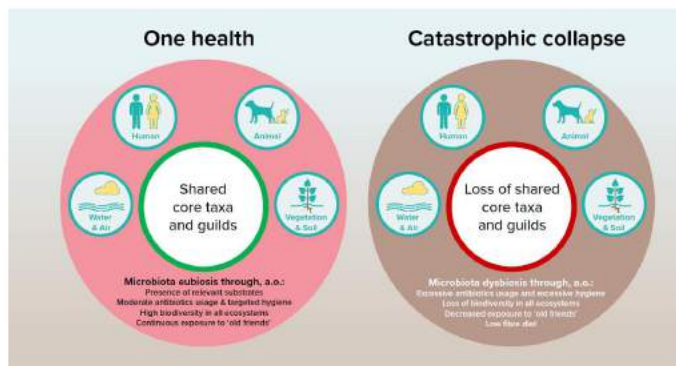 One health
Human
Animal
Water
& Air
Shared
core taxa
and guilds
Vegetation
& Soil
Microbiota eubiosis through, a.o.:
Presence of relevant substrates
Moderate antibiotics usage & targeted hygiene
High biodiversity in all ecosystems
Continuous exposure to 'old friends'
Catastrophic collapse
Human
Animal
Water
& Air
Loss of shared
core taxa
and guilds
Vegetation
& Soil
Microbiota dysbiosis through, a.o.:
Excessive antibiotics usage and excessive hygiene
Loss of biodiversity in all ecosystems
Decreased exposure to 'old friends'
Low fibre diet